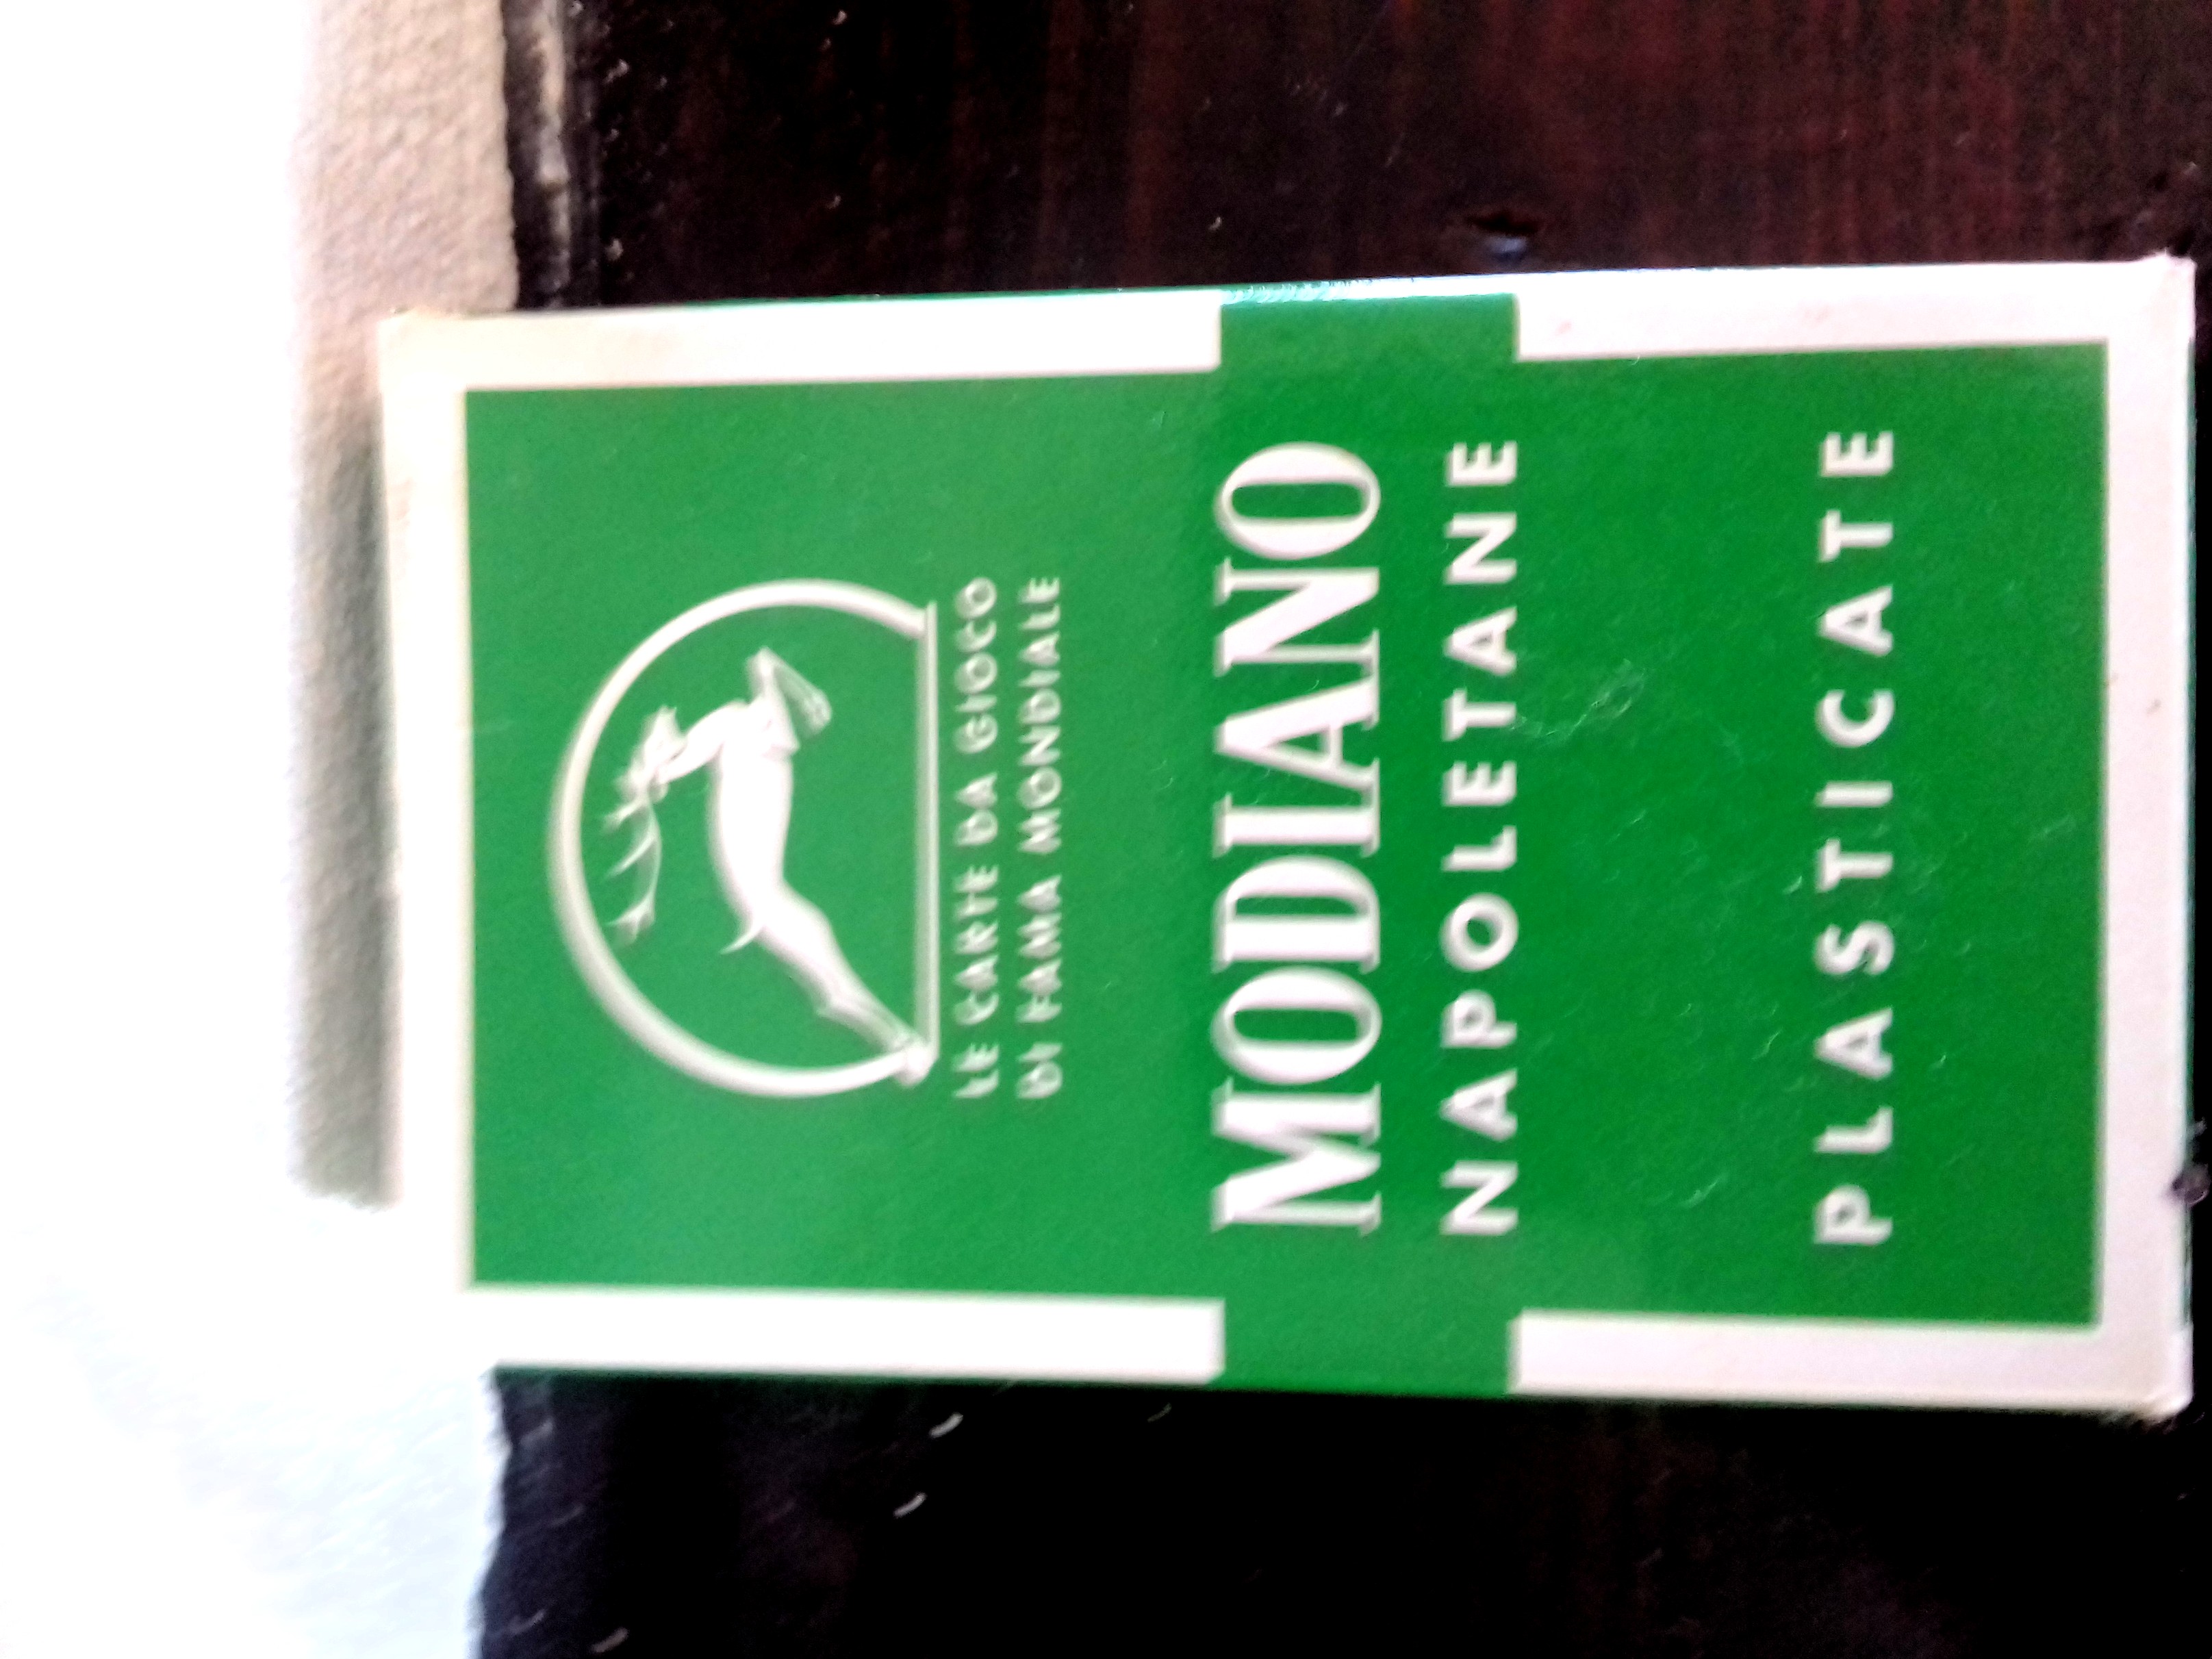 LE CARTE DA GIOCO
DI FAMA MONDIALE
MODIANO
NAPOLETANE
PLASTICATE